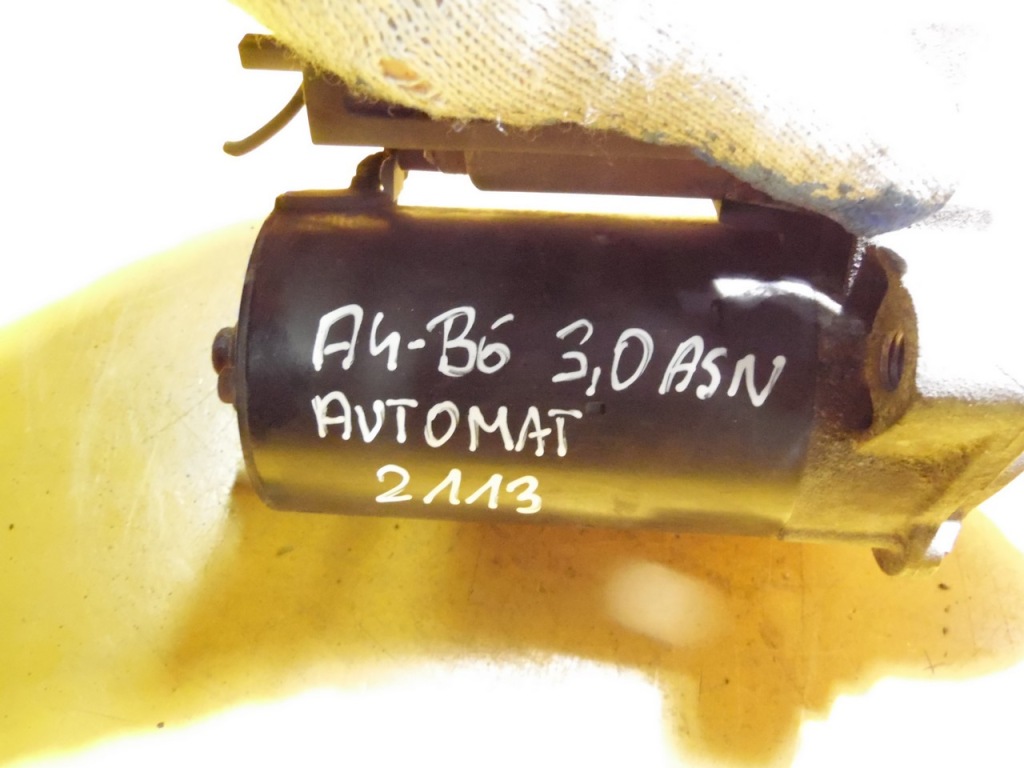 A4-B6 3,0 ASN
AUTOMAT
2113